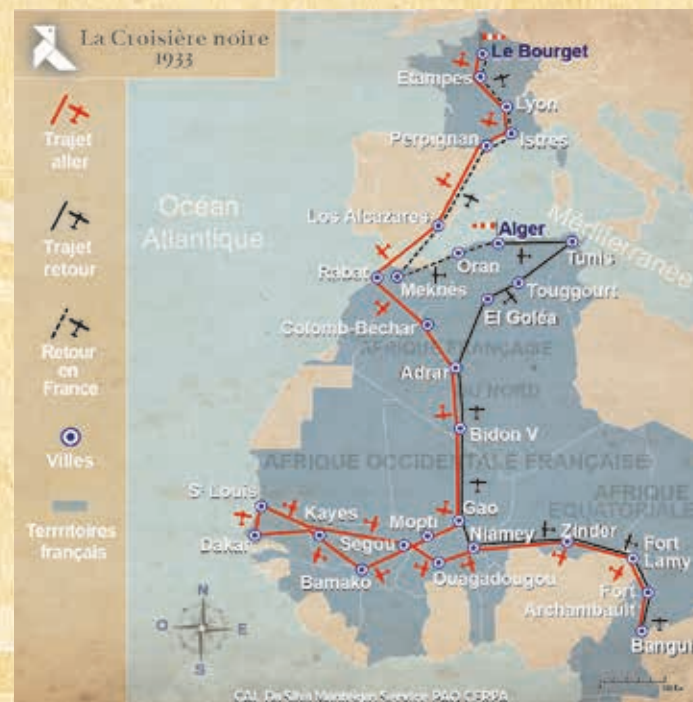 La Croisière noire
1933
Trajet
aller
Trajet
retour
Retour
en
France
Villes
Terrritoires
français
Le Bourget
Etampes
Lyon
Istres
Perpignan
Océan
Atlantique
Los Alcazares
Alger
Méditerranée
Tunis
Oran
Rabat
Meknès
Touggourt
El Goléa
Colomb-Bechar
AFRIQUE FRANÇAISE
DU NORD
Adrar
Bidon V
AFRIQUE OCCIDENTALE FRANÇAISE
AFRIQUE
EQUATORIALE
St Louis
Kayes
Mopti
Gao
Dakar
Ségou
Niamey
Zinder
Fort
Lamy
Bamako
Ouagadougou
Fort
Archambault
Bangui
N
O
E
S